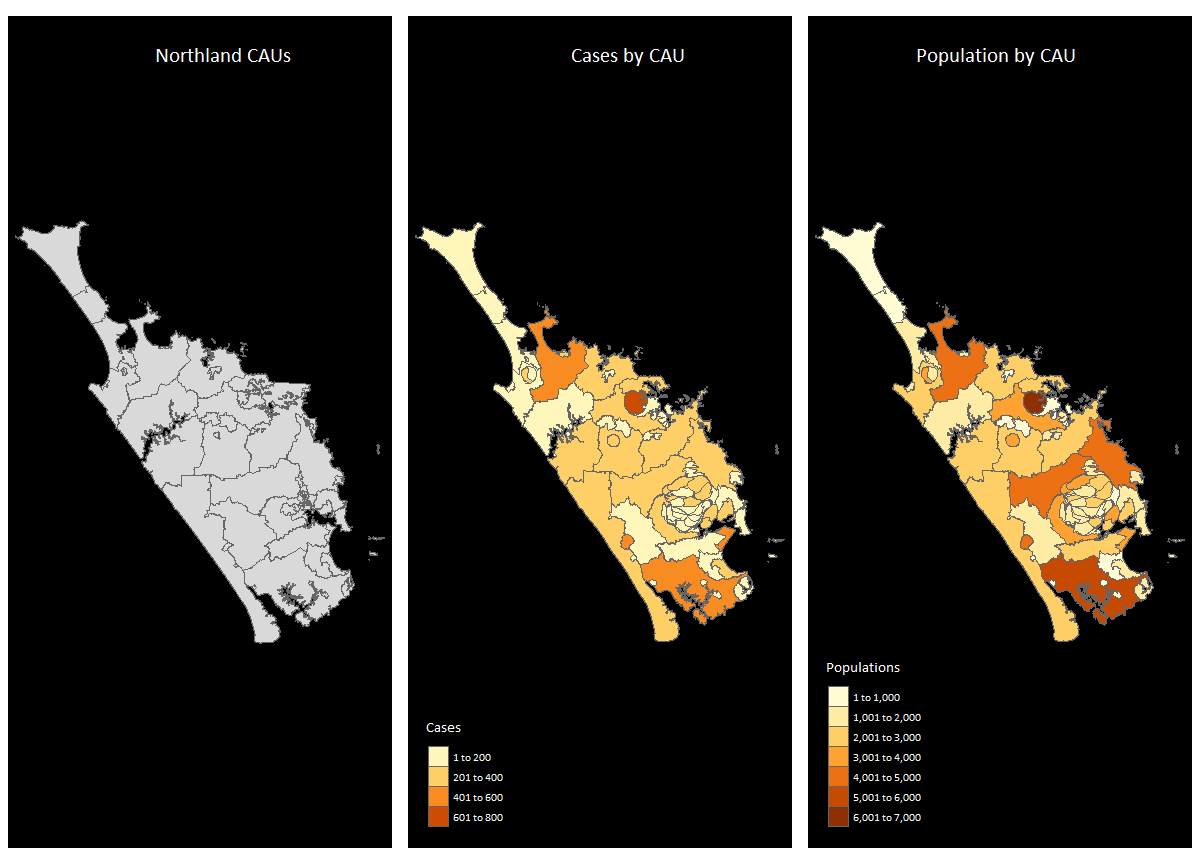 Northland CAUs
Cases by CAU
Population by CAU
Cases
1 to 200
201 to 400
401 to 600
601 to 800
Populations
1 to 1,000
1,001 to 2,000
2,001 to 3,000
3,001 to 4,000
4,001 to 5,000
5,001 to 6,000
6,001 to 7,000